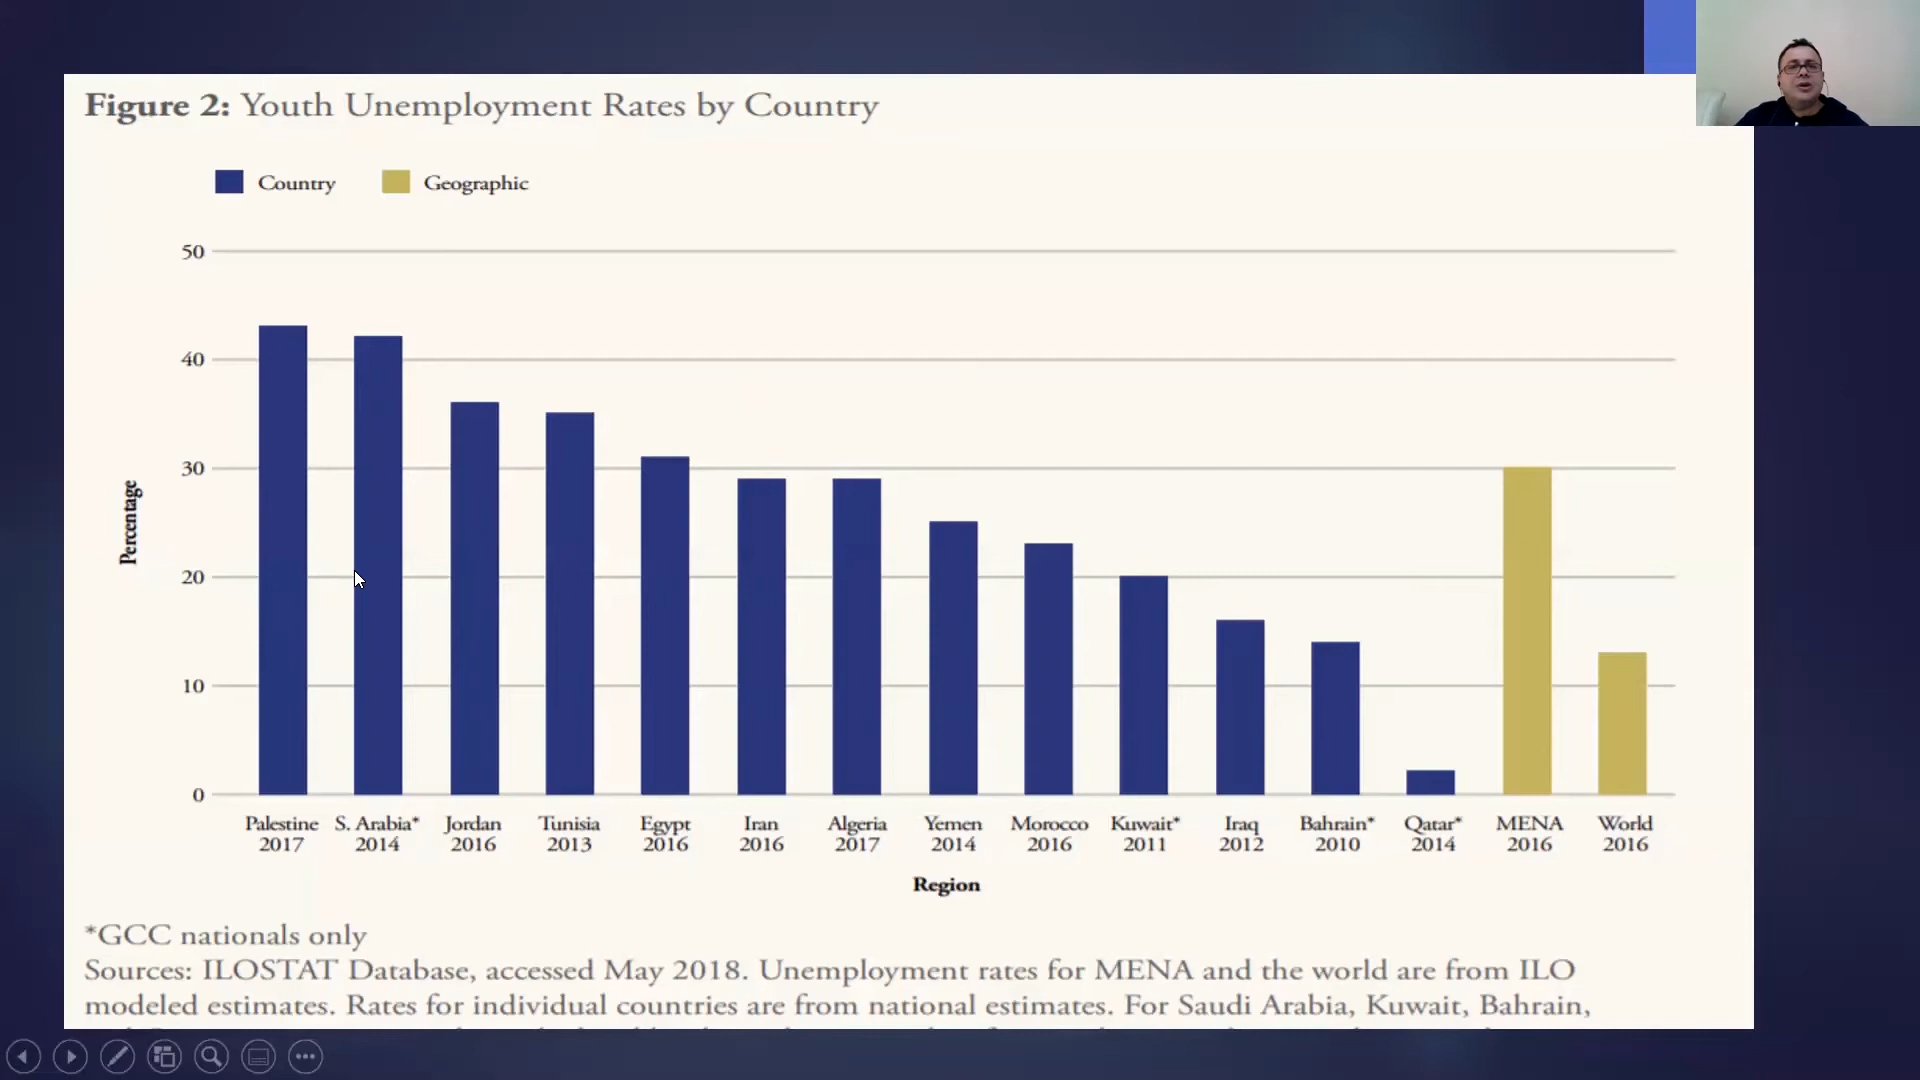 Figure 2: Youth Unemployment Rates by Country
Country Geographic
50
40
30
20
10
0
Percentage
Palestine S. Arabia* Jordan Tunisia Egypt Iran Algeria Yemen Morocco Kuwait* Iraq Bahrain* Qatar* MENA World
2017 2014 2016 2013 2016 2016 2017 2014 2016 2011 2012 2010 2014 2016 2016
Region
*GCC nationals only
Sources: ILOSTAT Database, accessed May 2018. Unemployment rates for MENA and the world are from ILO
modeled estimates. Rates for individual countries are from national estimates. For Saudi Arabia, Kuwait, Bahrain,